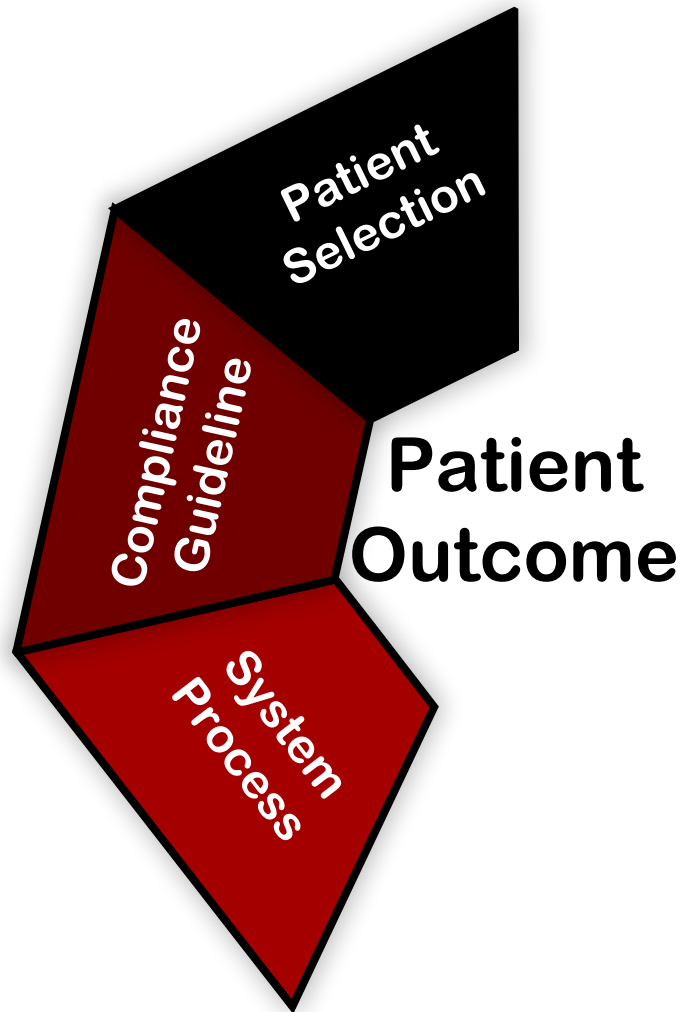 Patient
Selection
Compliance
Guideline
Patient
Outcome
System
Process